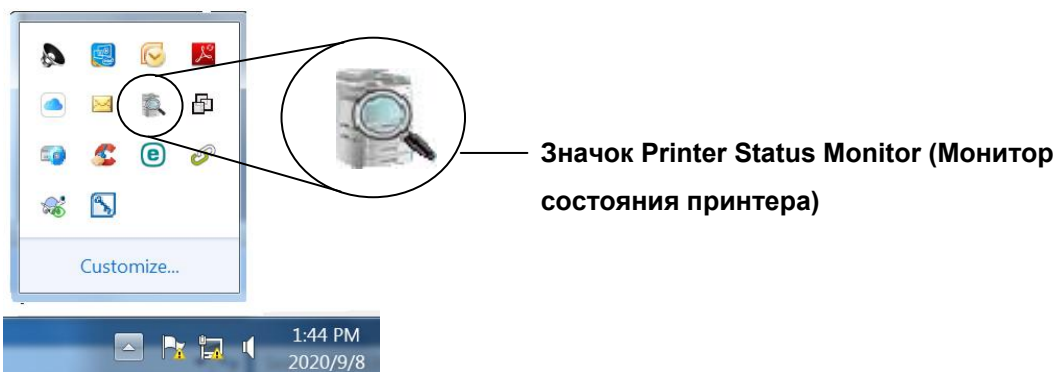 Значок Printer Status Monitor (Монитор
состояния принтера)
Customize...
1:44 PM
2020/9/8